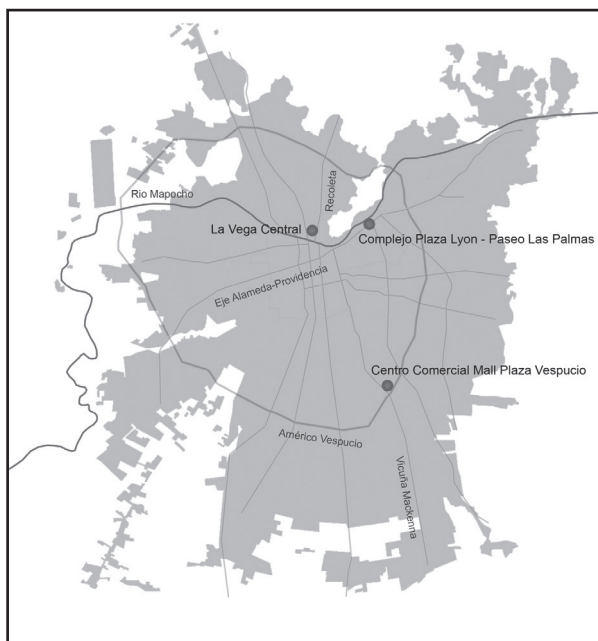 Rio Mapocho
Recoleta
La Vega Central
Complejo Plaza Lyon - Paseo Las Palmas
Eje Alameda-Providencia
Centro Comercial Mall Plaza Vespucio
Américo Vespucio
Vicuña Mackenna